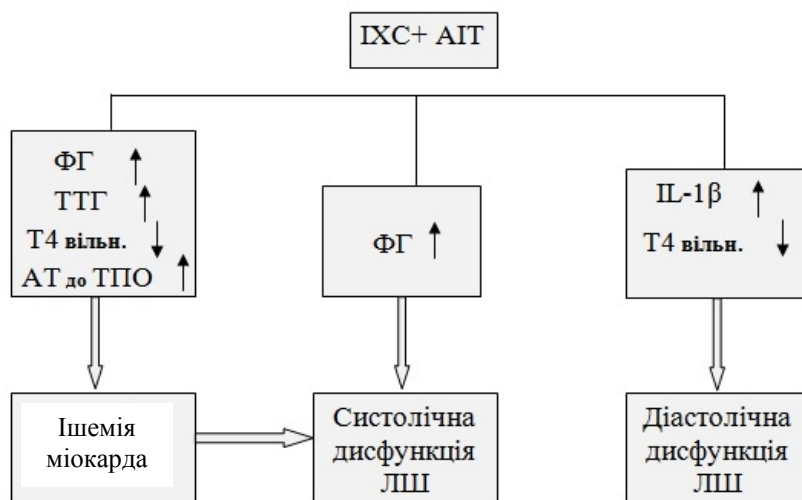 ІХС+ АІТ
ФГ ↑
ТТГ ↑
Т4 вільн. ↓
АТ до ТПО ↑
ФГ ↑
IL-1β ↑
Т4 вільн. ↓
Ішемія
міокарда
Систолічна
дисфункція
ЛШ
Діастолічна
дисфункція
ЛШ